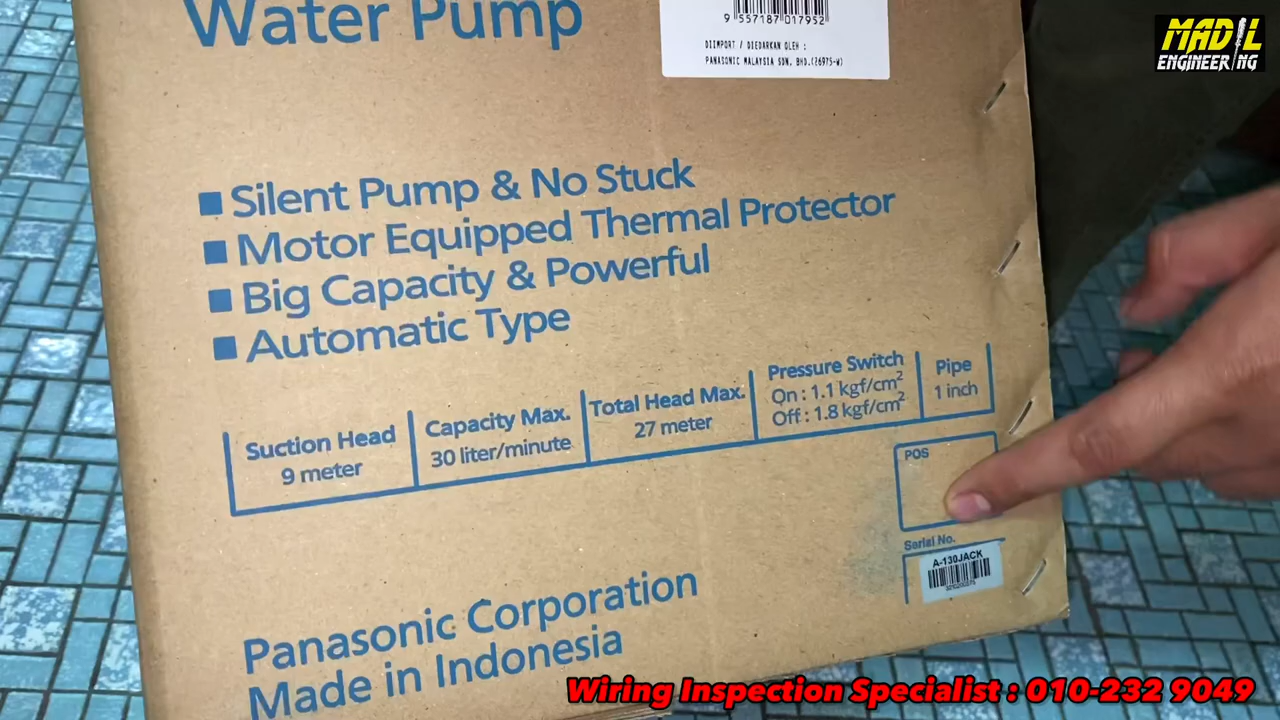 Water Pump
9 557187 017952
DIIMPORT / DIEDARKAN OLEH :
PANASONIC MALAYSIA SDN. BHD.(26975-W)
MADIL
ENGINEERING
■ Silent Pump & No Stuck
■ Motor Equipped Thermal Protector
■ Big Capacity & Powerful
■ Automatic Type
Suction Head
9 meter
Capacity Max.
30 liter/minute
Total Head Max.
27 meter
Pressure Switch
On : 1.1 kgf/cm²
Off : 1.8 kgf/cm²
Pipe
1 inch
POS
Serial No.
A-130JACK
Panasonic Corporation
Made in Indonesia
Wiring Inspection Specialist : 010-232 9049